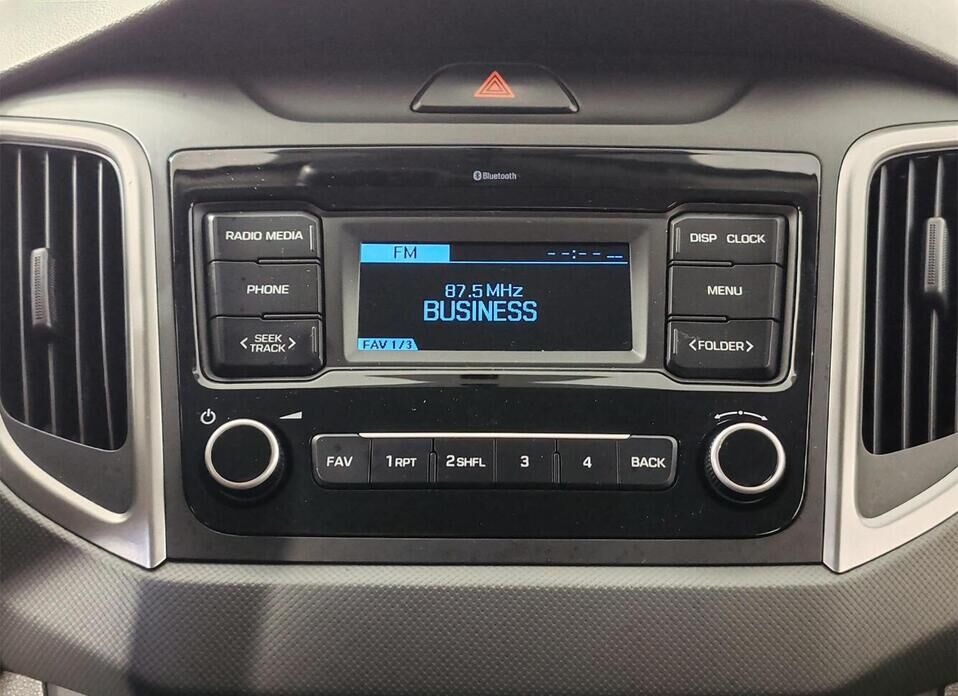 Bluetooth
RADIO MEDIA
PHONE
< SEEK TRACK >
FM --:-- --
87.5 MHz
BUSINESS
FAV 1/3
DISP CLOCK
MENU
<FOLDER>
FAV 1 RPT 2 SHFL 3 4 BACK